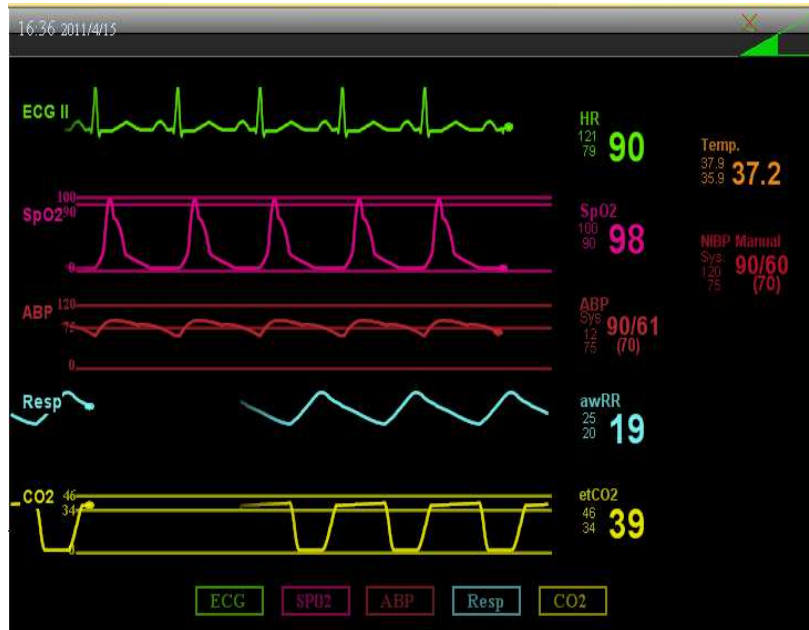 16:36 2011/4/15
ECG II
HR
121
79
90
Temp.
37.9
35.9
37.2
SpO2
100
90
0
SpO2
100
90
98
NIBP Manual
Sys.
120
75
90/60
(70)
ABP
120
75
0
ABP
Sys
12
75
90/61
(70)
Resp
awRR
25
20
19
CO2
46
34
0
etCO2
46
34
39
ECG
SPO2
ABP
Resp
CO2